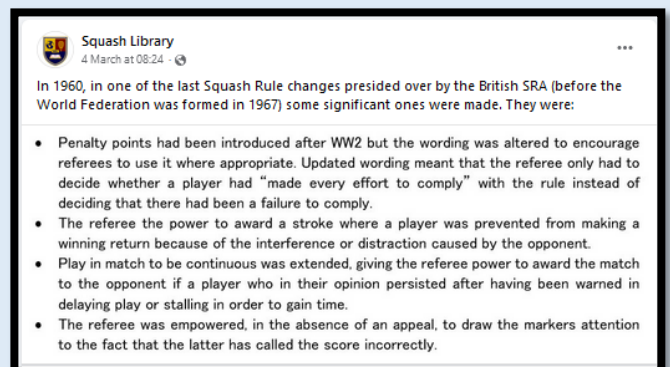 Squash Library
4 March at 08:24 ·
In 1960, in one of the last Squash Rule changes presided over by the British SRA (before the
World Federation was formed in 1967) some significant ones were made. They were:
• Penalty points had been introduced after WW2 but the wording was altered to encourage
referees to use it where appropriate. Updated wording meant that the referee only had to
decide whether a player had “made every effort to comply” with the rule instead of
deciding that there had been a failure to comply.
• The referee the power to award a stroke where a player was prevented from making a
winning return because of the interference or distraction caused by the opponent.
• Play in match to be continuous was extended, giving the referee power to award the match
to the opponent if a player who in their opinion persisted after having been warned in
delaying play or stalling in order to gain time.
• The referee was empowered, in the absence of an appeal, to draw the markers attention
to the fact that the latter has called the score incorrectly.